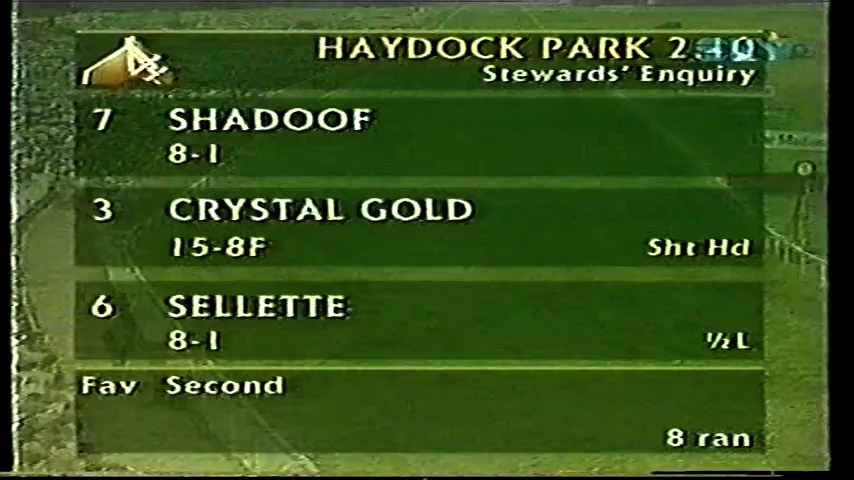 HAYDOCK PARK
Stewards' Enquiry
7 SHADOOF
8-1
3 CRYSTAL GOLD
15-8F Sht Hd
6 SELLETTE
8-1 ½L
Fav Second
8 ran